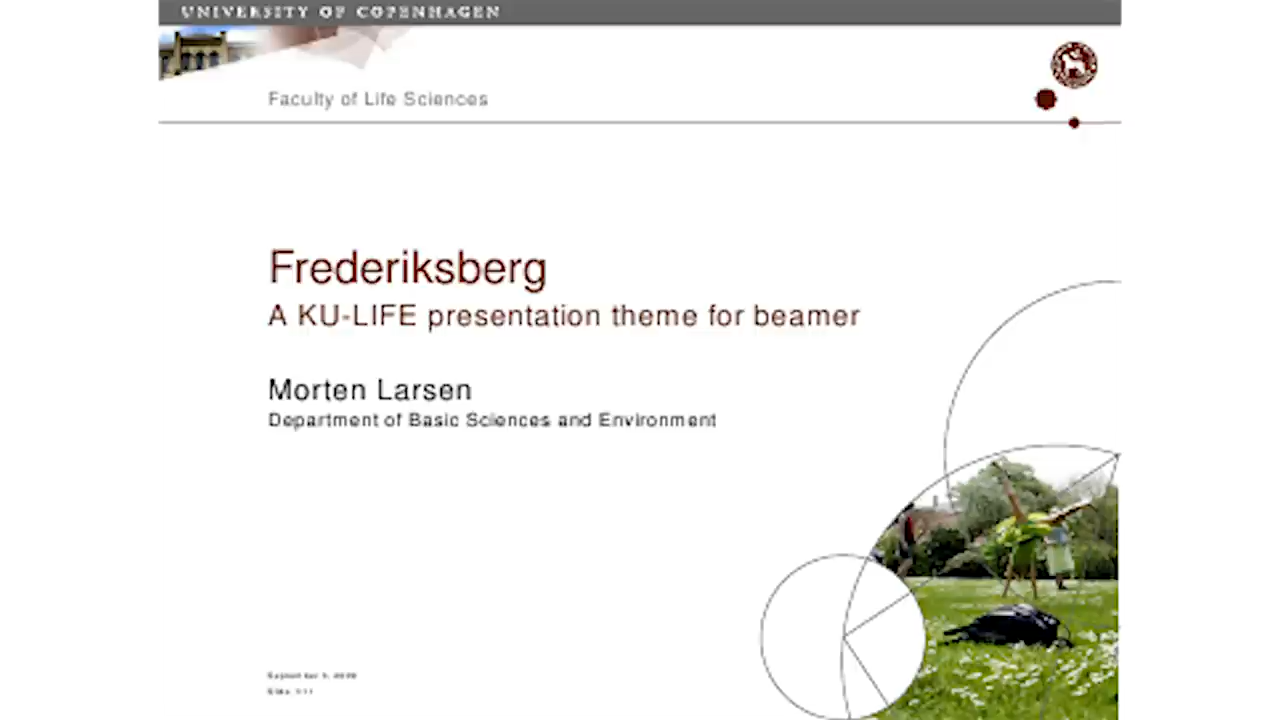 UNIVERSITY OF COPENHAGEN
Faculty of Life Sciences
Frederiksberg
A KU-LIFE presentation theme for beamer
Morten Larsen
Department of Basic Sciences and Environment